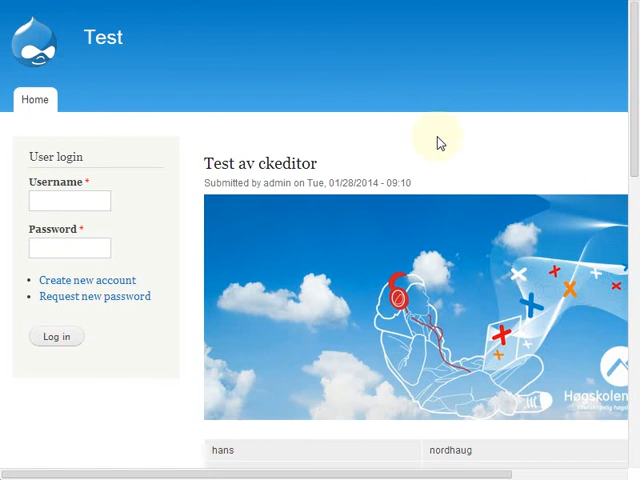 Test
Home
User login
Username *
Password *
Create new account
Request new password
Log in
Test av ckeditor
Submitted by admin on Tue, 01/28/2014 - 09:10
Høgskolen
hans
nordhaug